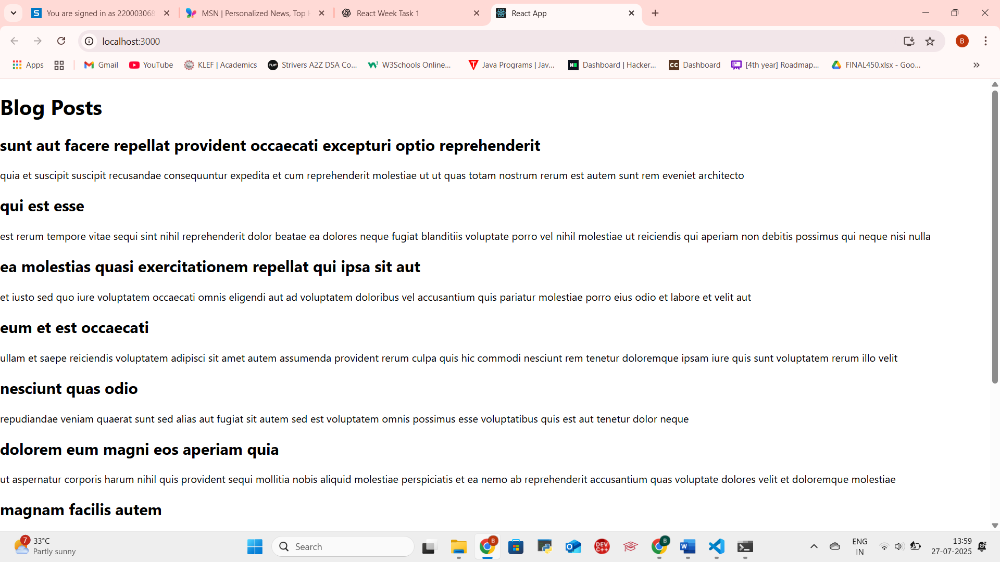 You are signed in as 220003068
MSN | Personalized News, Top H
React Week Task 1
React App
localhost:3000
B
Apps
Gmail
YouTube
KLEF | Academics
Strivers A2Z DSA Co...
W3Schools Online...
Java Programs | Jav...
Dashboard | Hacker...
Dashboard
[4th year] Roadmap...
FINAL450.xlsx - Goo...
Blog Posts
sunt aut facere repellat provident occaecati excepturi optio reprehenderit
quia et suscipit suscipit recusandae consequuntur expedita et cum reprehenderit molestiae ut ut quas totam nostrum rerum est autem sunt rem eveniet architecto
qui est esse
est rerum tempore vitae sequi sint nihil reprehenderit dolor beatae ea dolores neque fugiat blanditiis voluptate porro vel nihil molestiae ut reiciendis qui aperiam non debitis possimus qui neque nisi nulla
ea molestias quasi exercitationem repellat qui ipsa sit aut
et iusto sed quo iure voluptatem occaecati omnis eligendi aut ad voluptatem doloribus vel accusantium quis pariatur molestiae porro eius odio et labore et velit aut
eum et est occaecati
ullam et saepe reiciendis voluptatem adipisci sit amet autem assumenda provident rerum culpa quis hic commodi nesciunt rem tenetur doloremque ipsam iure quis sunt voluptatem rerum illo velit
nesciunt quas odio
repudiandae veniam quaerat sunt sed alias aut fugiat sit autem sed est voluptatem omnis possimus esse voluptatibus quis est aut tenetur dolor neque
dolorem eum magni eos aperiam quia
ut aspernatur corporis harum nihil quis provident sequi mollitia nobis aliquid molestiae perspiciatis et ea nemo ab reprehenderit accusantium quas voluptate dolores velit et doloremque molestiae
magnam facilis autem
7
33°C
Partly sunny
Search
B
DEV
C++
B
ENG
IN
13:59
27-07-2025